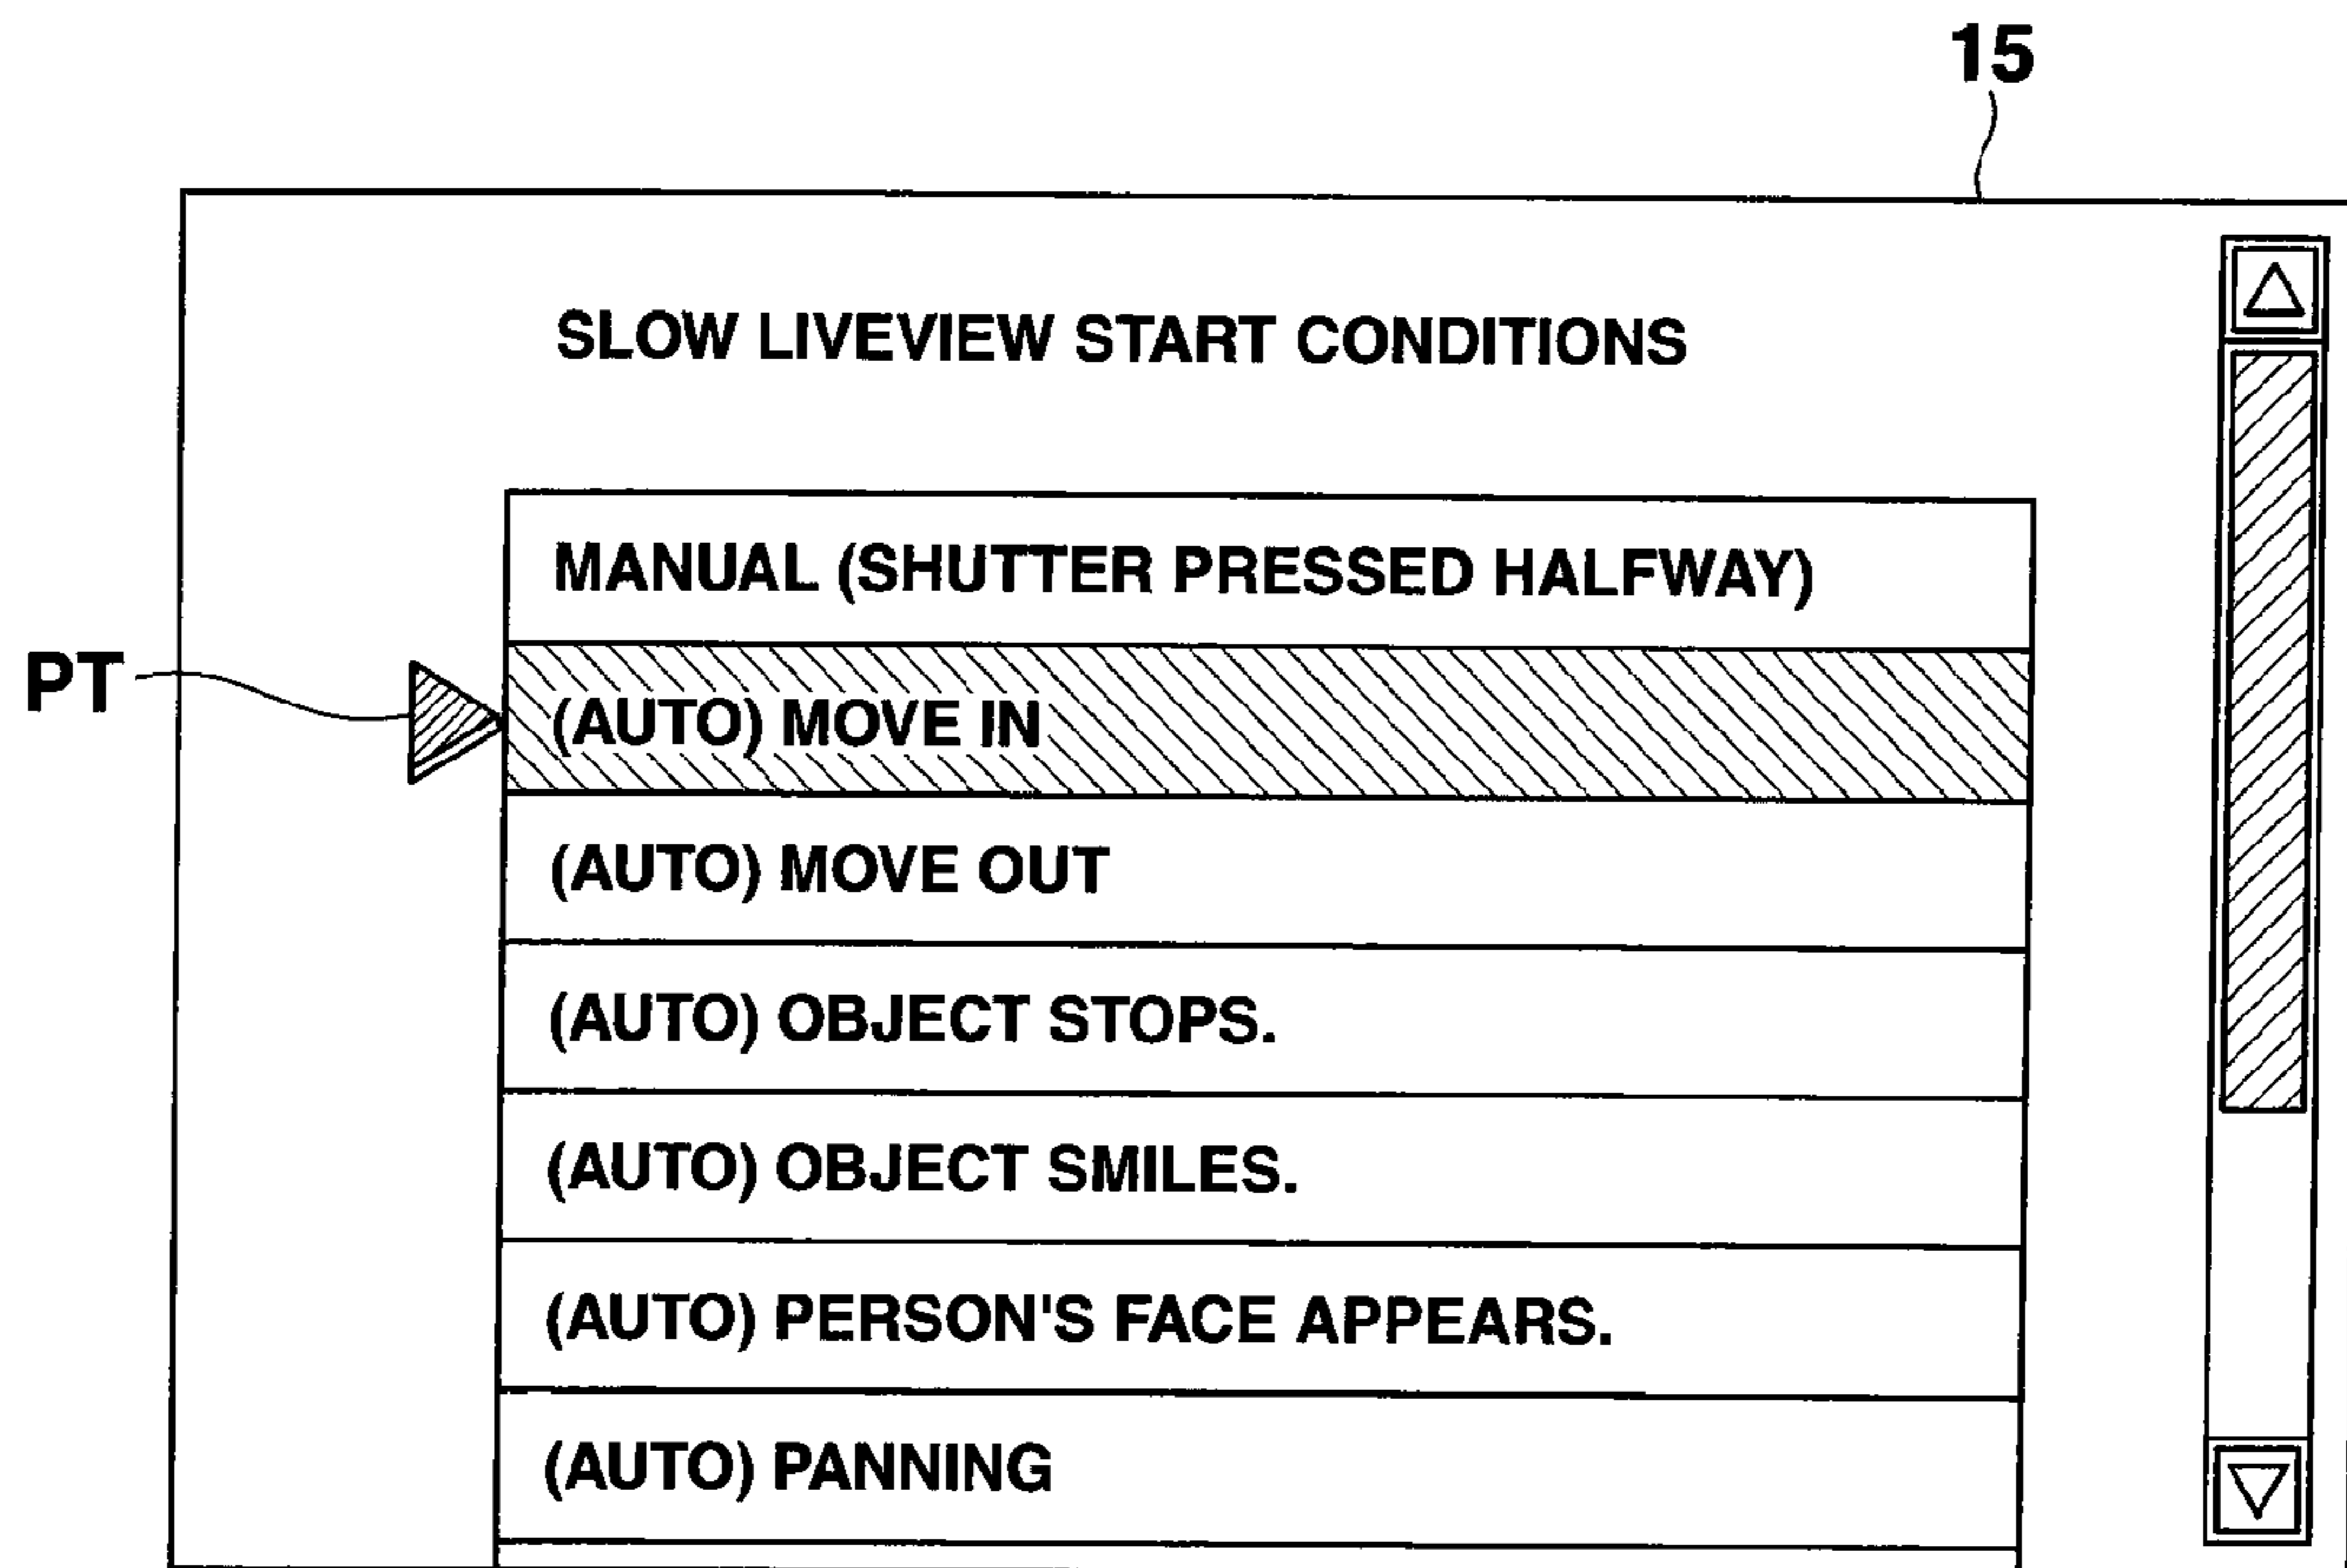 15
SLOW LIVEVIEW START CONDITIONS
MANUAL (SHUTTER PRESSED HALFWAY)
PT
(AUTO) MOVE IN
(AUTO) MOVE OUT
(AUTO) OBJECT STOPS.
(AUTO) OBJECT SMILES.
(AUTO) PERSON'S FACE APPEARS.
(AUTO) PANNING